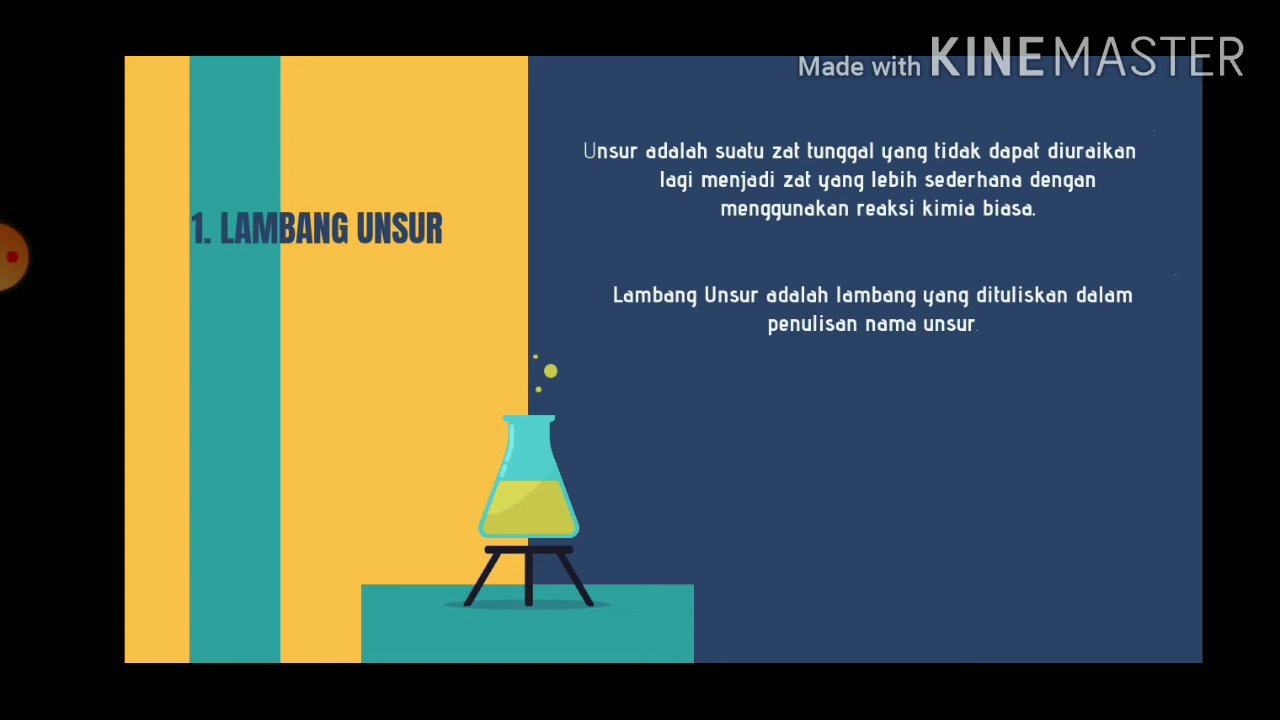 Made with KINEMASTER
1. LAMBANG UNSUR
Unsur adalah suatu zat tunggal yang tidak dapat diuraikan
lagi menjadi zat yang lebih sederhana dengan
menggunakan reaksi kimia biasa.
Lambang Unsur adalah lambang yang dituliskan dalam
penulisan nama unsur.